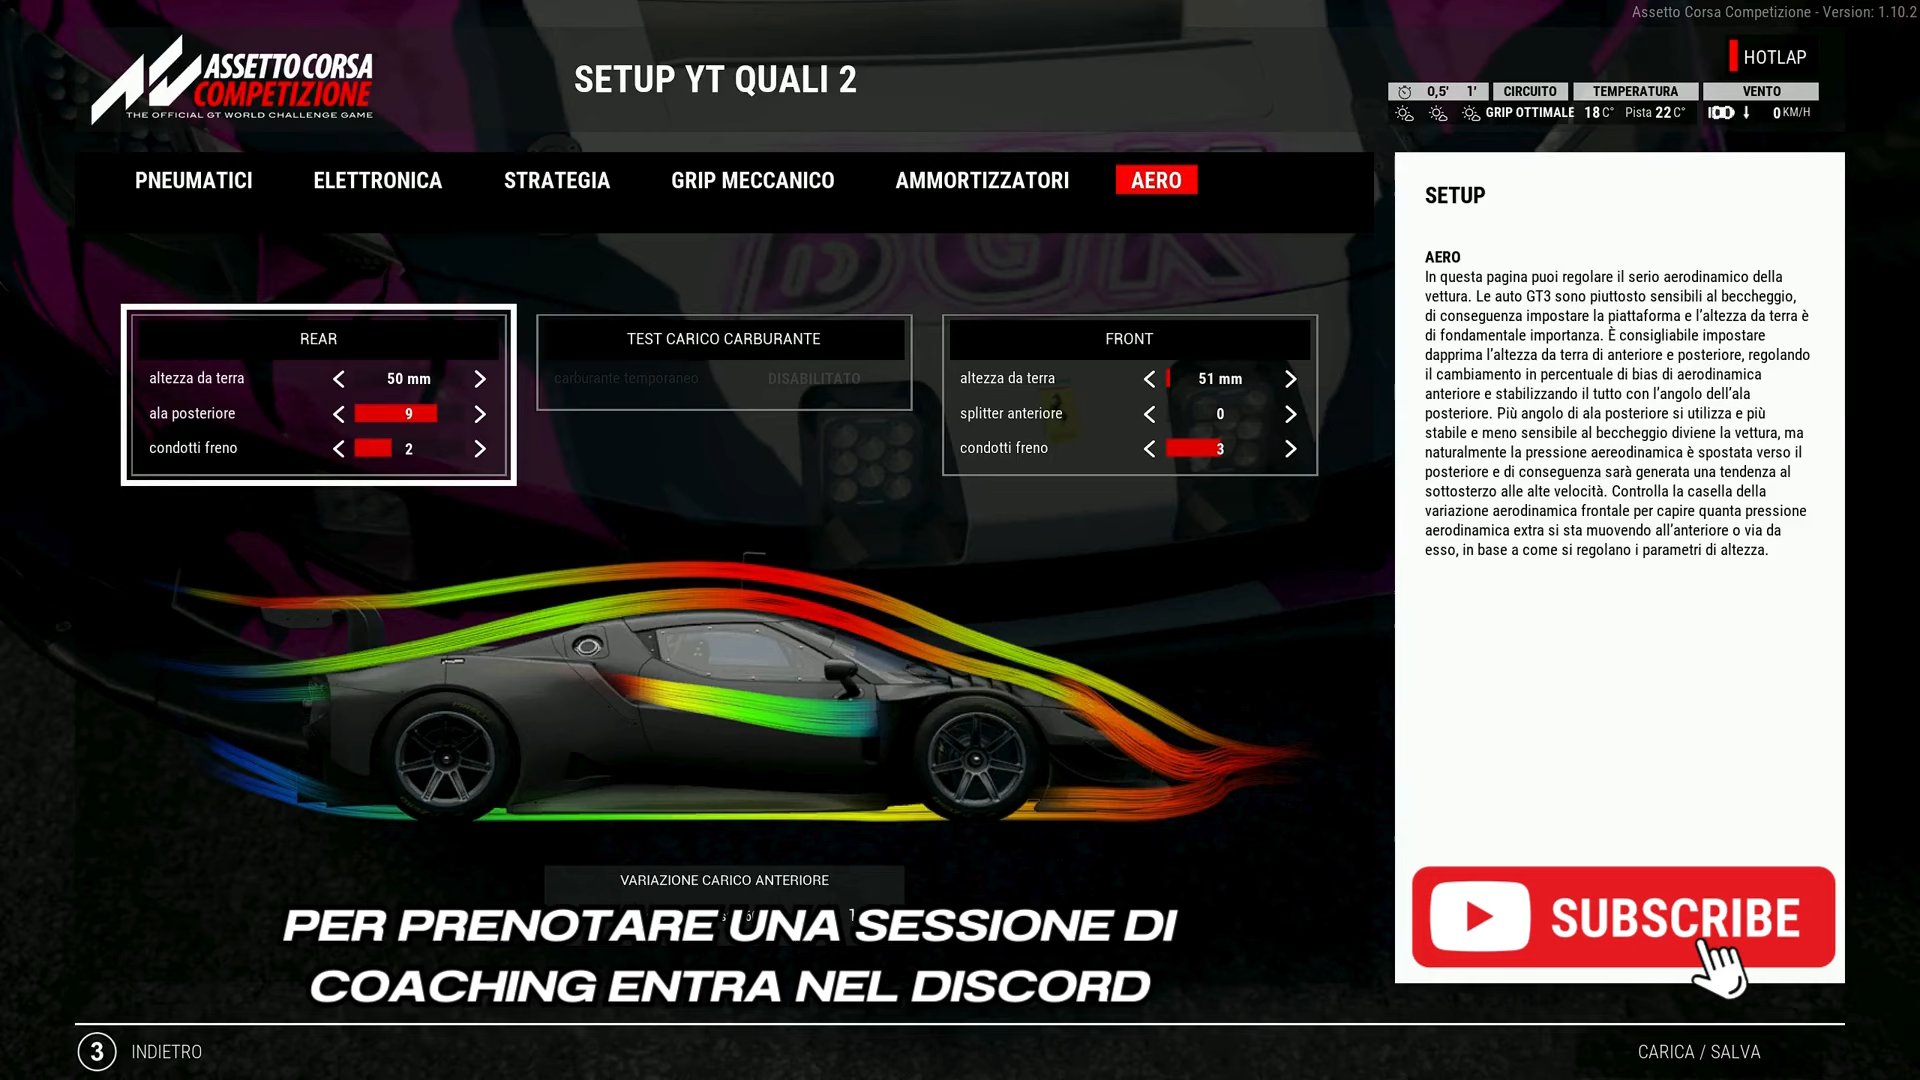 Assetto Corsa Competizione - Version: 1.10.2
ASSETTO CORSA
COMPETIZIONE
THE OFFICIAL GT WORLD CHALLENGE GAME
SETUP YT QUALI 2
HOTLAP
0,5' 1' CIRCUITO TEMPERATURA VENTO
GRIP OTTIMALE 18 C° Pista 22 C° 0 KM/H
PNEUMATICI ELETTRONICA STRATEGIA GRIP MECCANICO AMMORTIZZATORI AERO
REAR
altezza da terra 50 mm
ala posteriore 9
condotti freno 2
TEST CARICO CARBURANTE
carburante temporaneo DISABILITATO
FRONT
altezza da terra 51 mm
splitter anteriore 0
condotti freno 3
SETUP
AERO
In questa pagina puoi regolare il serio aerodinamico della
vettura. Le auto GT3 sono piuttosto sensibili al beccheggio,
di conseguenza impostare la piattaforma e l'altezza da terra è
di fondamentale importanza. È consigliabile impostare
dapprima l'altezza da terra di anteriore e posteriore, regolando
il cambiamento in percentuale di bias di aerodinamica
anteriore e stabilizzando il tutto con l'angolo dell'ala
posteriore. Più angolo di ala posteriore si utilizza e più
stabile e meno sensibile al beccheggio diviene la vettura, ma
naturalmente la pressione aereodinamica è spostata verso il
posteriore e di conseguenza sarà generata una tendenza al
sottosterzo alle alte velocità. Controlla la casella della
variazione aerodinamica frontale per capire quanta pressione
aerodinamica extra si sta muovendo all'anteriore o via da
esso, in base a come si regolano i parametri di altezza.
VARIAZIONE CARICO ANTERIORE
PER PRENOTARE UNA SESSIONE DI
COACHING ENTRA NEL DISCORD
SUBSCRIBE
3 INDIETRO
CARICA / SALVA